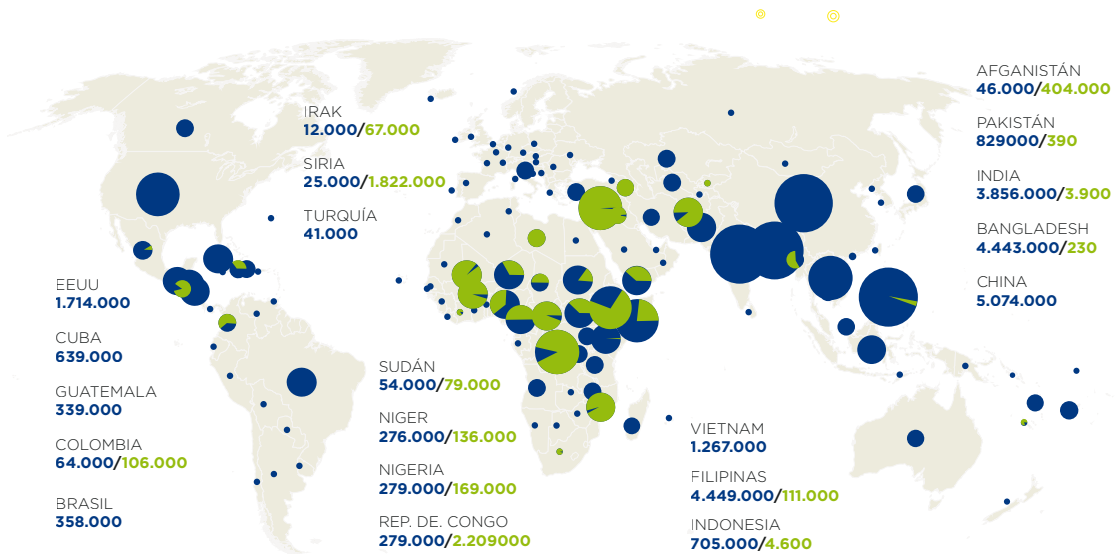 IRAK
12.000/67.000
SIRIA
25.000/1.822.000
TURQUÍA
41.000
EEUU
1.714.000
CUBA
639.000
GUATEMALA
339.000
COLOMBIA
64.000/106.000
BRASIL
358.000
SUDÁN
54.000/79.000
NIGER
276.000/136.000
NIGERIA
279.000/169.000
REP. DE. CONGO
279.000/2.209000
VIETNAM
1.267.000
FILIPINAS
4.449.000/111.000
INDONESIA
705.000/4.600
AFGANISTÁN
46.000/404.000
PAKISTÁN
829000/390
INDIA
3.856.000/3.900
BANGLADESH
4.443.000/230
CHINA
5.074.000